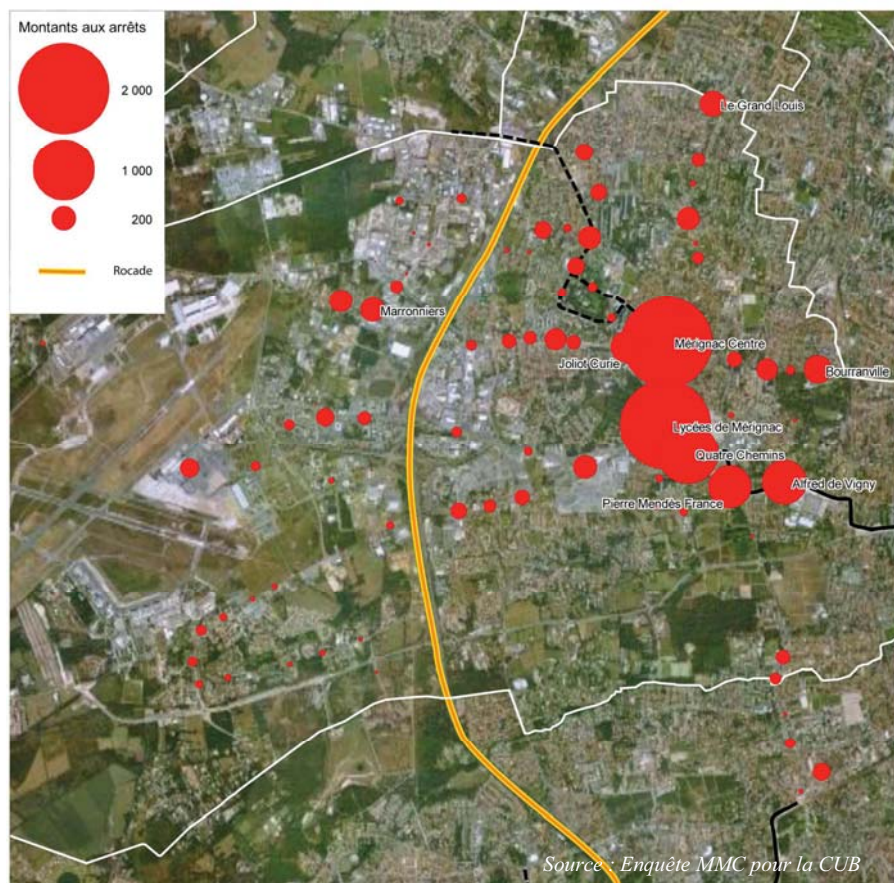 Montants aux arrêts
2 000
1 000
200
Rocade
Le Grand Louis
Marronniers
Mérignac Centre
Joliot Curie
Bourranville
Lycées de Mérignac
Quatre Chemins
Alfred de Vigny
Pierre Mendès France
Source : Enquête MMC pour la CUB